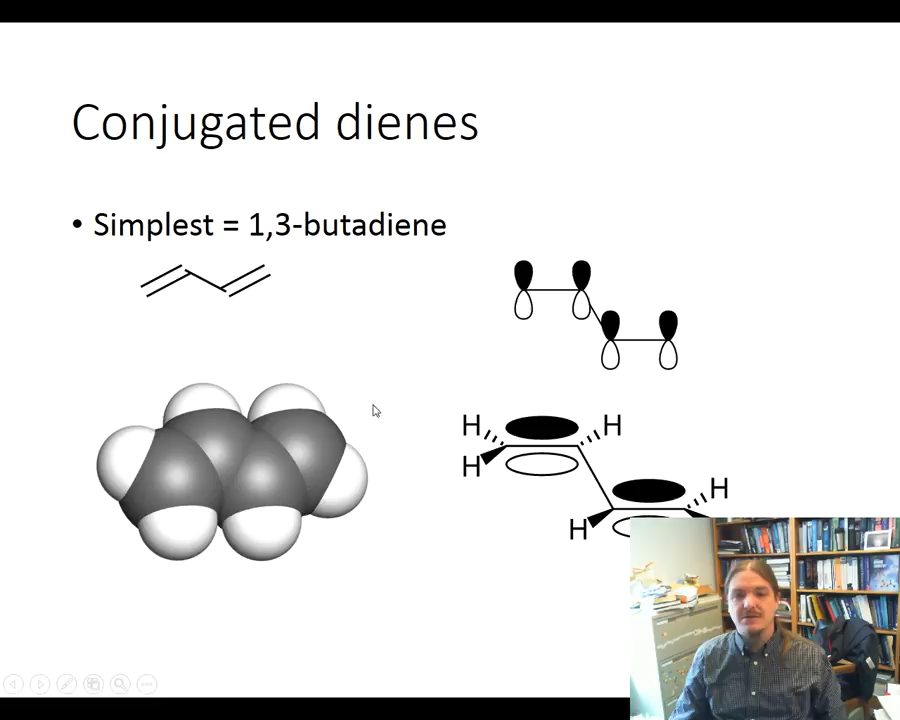 Conjugated dienes
• Simplest = 1,3-butadiene
H H
H
H
H